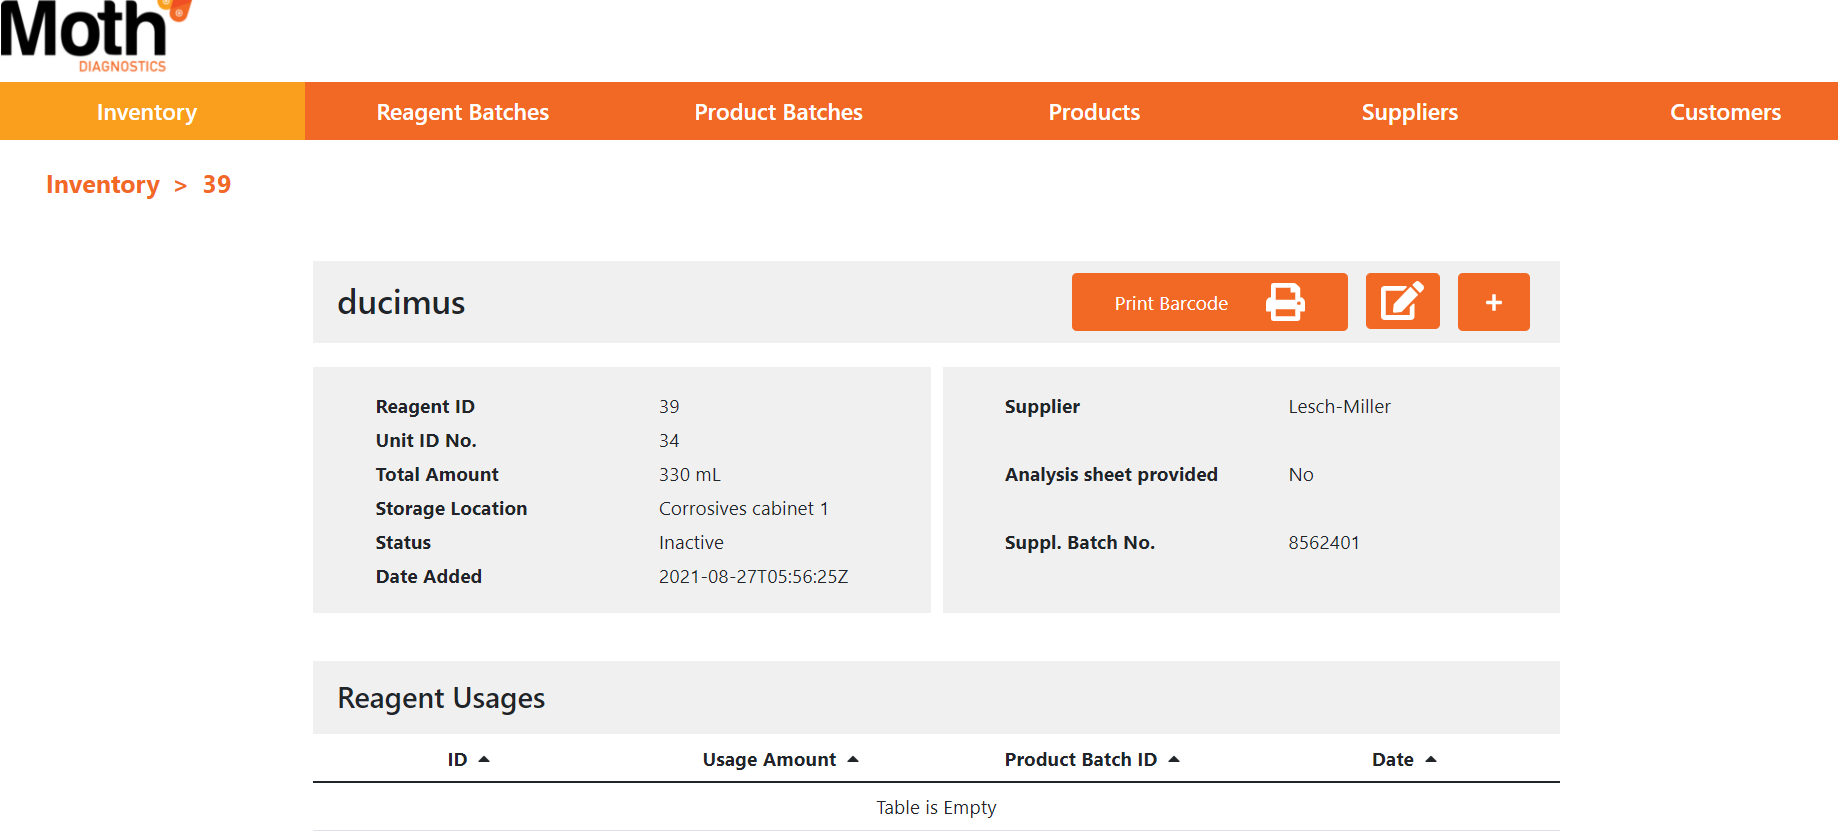 Moth
DIAGNOSTICS
Inventory Reagent Batches Product Batches Products Suppliers Customers
Inventory > 39
ducimus Print Barcode +
Reagent ID 39
Unit ID No. 34
Total Amount 330 mL
Storage Location Corrosives cabinet 1
Status Inactive
Date Added 2021-08-27T05:56:25Z
Supplier Lesch-Miller
Analysis sheet provided No
Suppl. Batch No. 8562401
Reagent Usages
ID Usage Amount Product Batch ID Date
Table is Empty